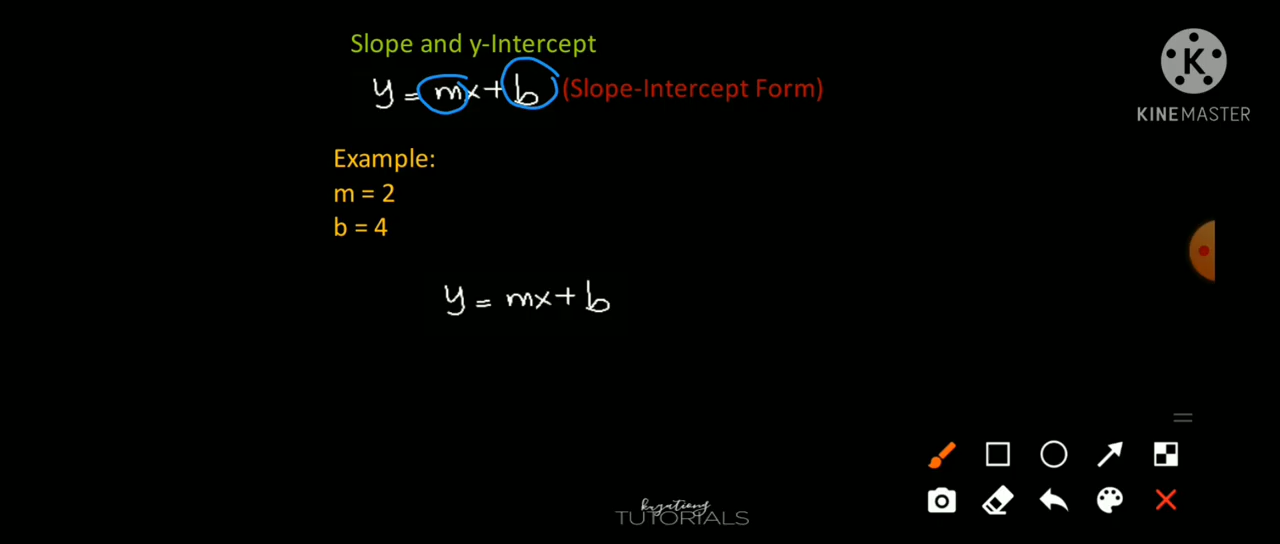 Slope and y-Intercept
y = mx + b (Slope-Intercept Form)
KINEMASTER
Example:
m = 2
b = 4
y = mx + b
TUTORIALS